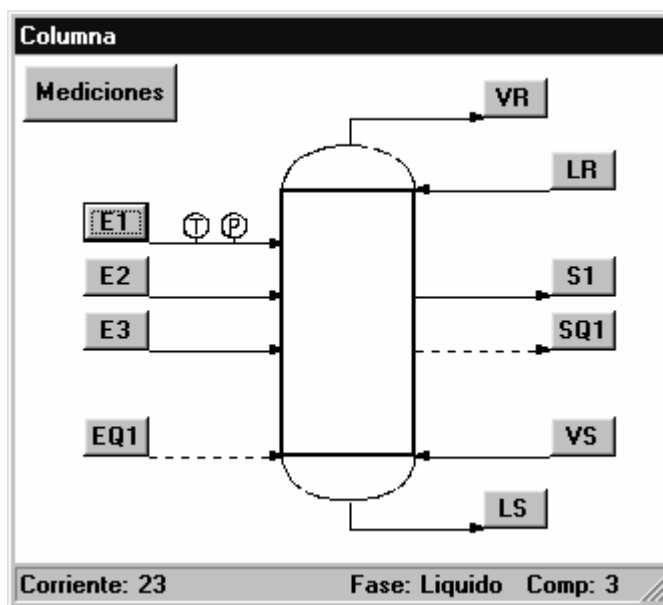 Columna
Mediciones
VR
LR
E1
T P
E2
S1
E3
SQ1
EQ1
VS
LS
Corriente: 23 Fase: Liquido Comp: 3